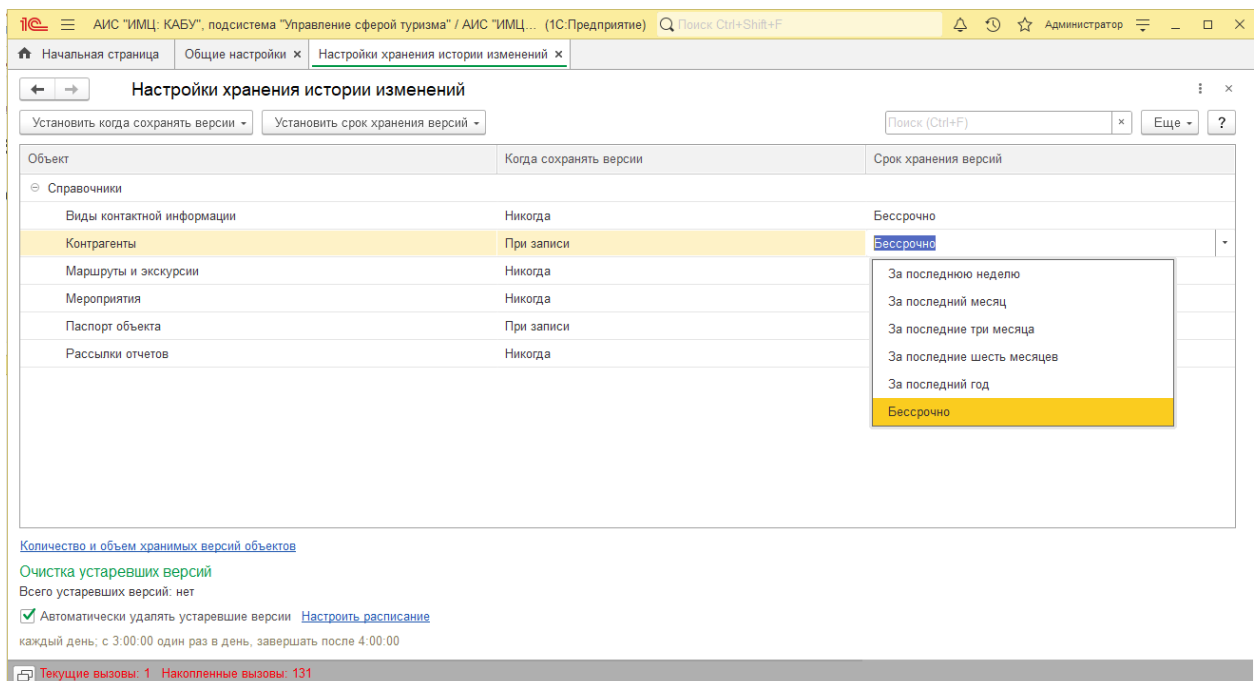 1С АИС "ИМЦ: КАБУ", подсистема "Управление сферой туризма" / АИС "ИМЦ... (1С:Предприятие) Поиск Ctrl+Shift+F Администратор
Начальная страница Общие настройки × Настройки хранения истории изменений ×
Настройки хранения истории изменений
Установить когда сохранять версии Установить срок хранения версий Поиск (Ctrl+F) × Еще ?
Объект Когда сохранять версии Срок хранения версий
Справочники
Виды контактной информации Никогда Бессрочно
Контрагенты При записи Бессрочно
Маршруты и экскурсии Никогда За последнюю неделю
Мероприятия Никогда За последний месяц
Паспорт объекта При записи За последние три месяца
Рассылки отчетов Никогда За последние шесть месяцев
За последний год
Бессрочно
Количество и объем хранимых версий объектов
Очистка устаревших версий
Всего устаревших версий: нет
Автоматически удалять устаревшие версии Настроить расписание
каждый день; с 3:00:00 один раз в день, завершать после 4:00:00
Текущие вызовы: 1 Накопленные вызовы: 131